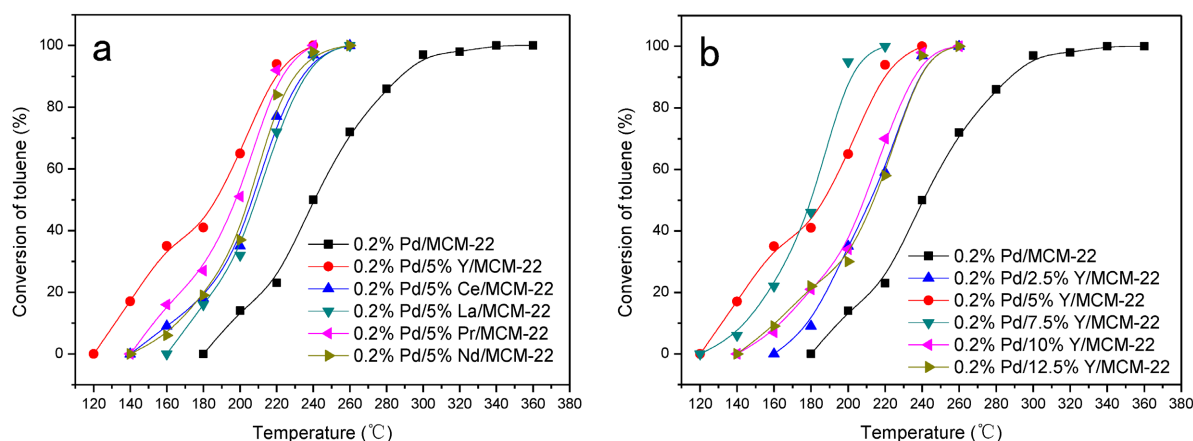 a
Conversion of toluene (%)
100
80
60
40
20
0
0.2% Pd/MCM-22
0.2% Pd/5% Y/MCM-22
0.2% Pd/5% Ce/MCM-22
0.2% Pd/5% La/MCM-22
0.2% Pd/5% Pr/MCM-22
0.2% Pd/5% Nd/MCM-22
120 140 160 180 200 220 240 260 280 300 320 340 360 380
Temperature (℃)
b
Conversion of toluene (%)
100
80
60
40
20
0
0.2% Pd/MCM-22
0.2% Pd/2.5% Y/MCM-22
0.2% Pd/5% Y/MCM-22
0.2% Pd/7.5% Y/MCM-22
0.2% Pd/10% Y/MCM-22
0.2% Pd/12.5% Y/MCM-22
120 140 160 180 200 220 240 260 280 300 320 340 360 380
Temperature (℃)